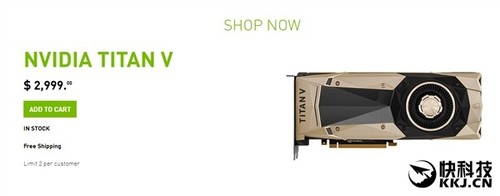 SHOP NOW
NVIDIA TITAN V
$ 2,999.00
ADD TO CART
IN STOCK
Free Shipping
Limit 2 per customer
TITAN V
快科技
KKJ.CN